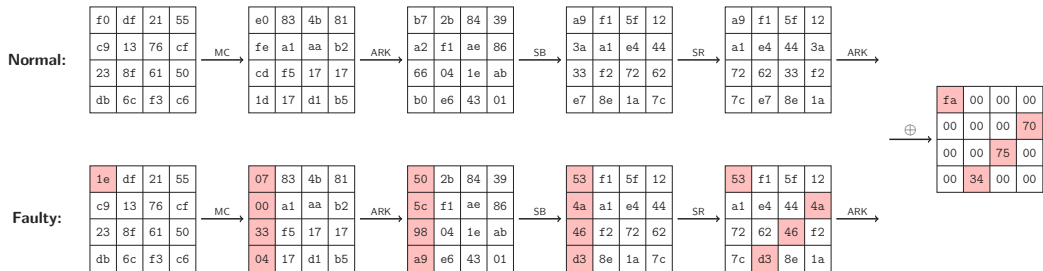 f0 df 21 55 e0 83 4b 81 b7 2b 84 39 a9 f1 5f 12 a9 f1 5f 12
c9 13 76 cf fe a1 aa b2 a2 f1 ae 86 3a a1 e4 44 a1 e4 44 3a
Normal: MC ARK SB SR ARK
23 8f 61 50 cd f5 17 17 66 04 1e ab 33 f2 72 62 72 62 33 f2
db 6c f3 c6 1d 17 d1 b5 b0 e6 43 01 e7 8e 1a 7c 7c e7 8e 1a
fa 00 00 00
00 00 00 70
⊕
00 00 75 00
00 34 00 00
1e df 21 55 07 83 4b 81 50 2b 84 39 53 f1 5f 12 53 f1 5f 12
c9 13 76 cf 00 a1 aa b2 5c f1 ae 86 4a a1 e4 44 a1 e4 44 4a
Faulty: MC ARK SB SR ARK
23 8f 61 50 33 f5 17 17 98 04 1e ab 46 f2 72 62 72 62 46 f2
db 6c f3 c6 04 17 d1 b5 a9 e6 43 01 d3 8e 1a 7c 7c d3 8e 1a